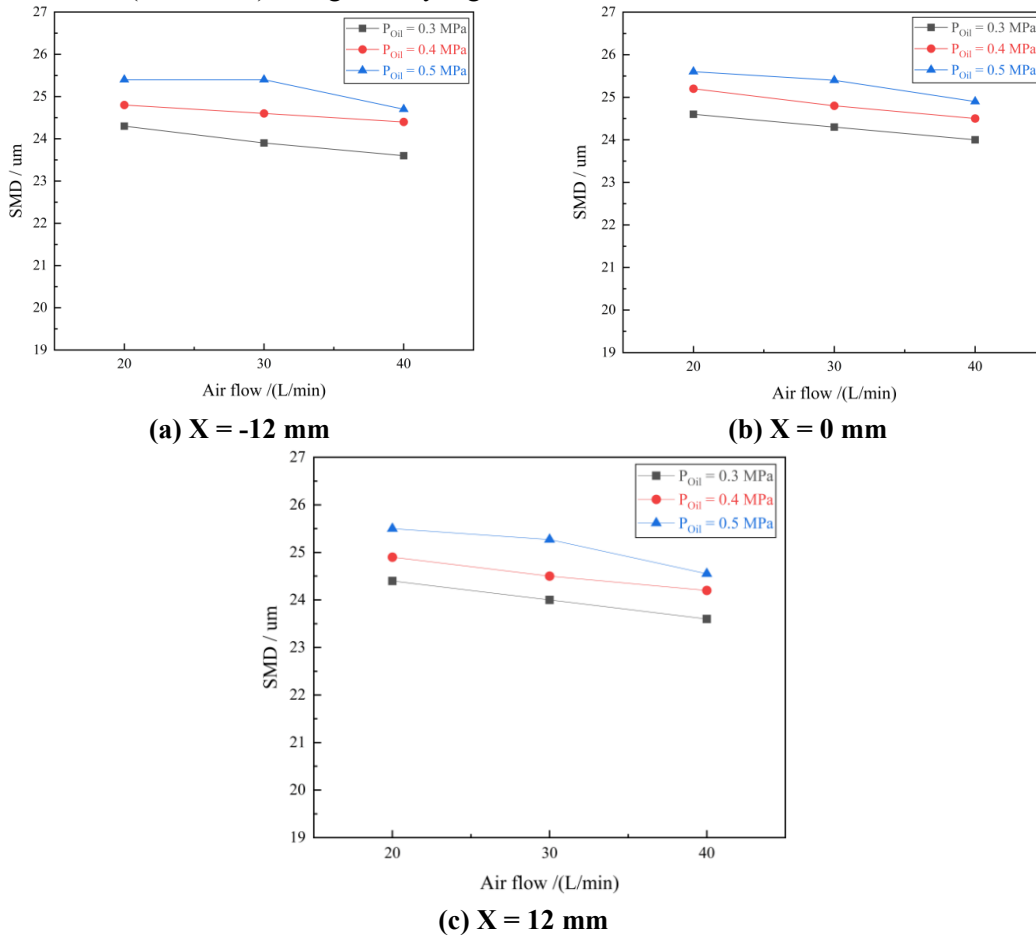 27
26
25
24
23
22
21
20
19
SMD / um
P_Oil = 0.3 MPa
P_Oil = 0.4 MPa
P_Oil = 0.5 MPa
20 30 40
Air flow /(L/min)
(a) X = -12 mm
27
26
25
24
23
22
21
20
19
SMD / um
P_Oil = 0.3 MPa
P_Oil = 0.4 MPa
P_Oil = 0.5 MPa
20 30 40
Air flow /(L/min)
(b) X = 0 mm
27
26
25
24
23
22
21
20
19
SMD / um
P_Oil = 0.3 MPa
P_Oil = 0.4 MPa
P_Oil = 0.5 MPa
20 30 40
Air flow /(L/min)
(c) X = 12 mm